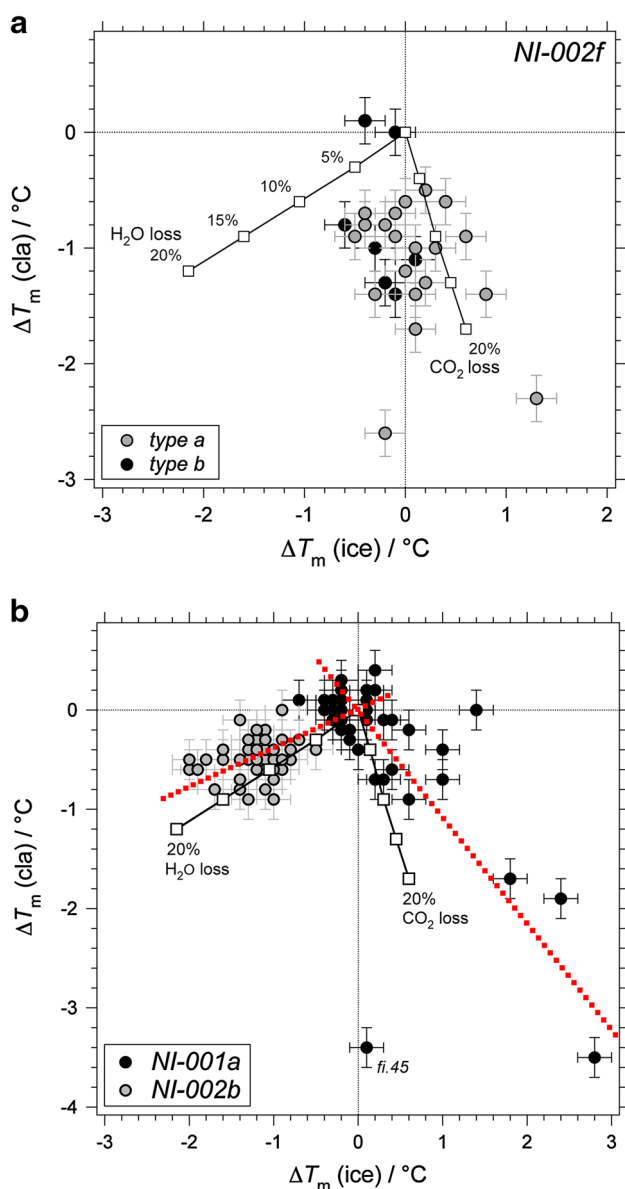 a
NI-002f
0
-1
-2
-3
ΔTm (cla) / °C
5%
10%
15%
H2O loss
20%
20%
CO2 loss
type a
type b
-3
-2
-1
0
1
2
ΔTm (ice) / °C
b
0
-1
-2
-3
-4
ΔTm (cla) / °C
20%
H2O loss
20%
CO2 loss
fi.45
NI-001a
NI-002b
-3
-2
-1
0
1
2
3
ΔTm (ice) / °C